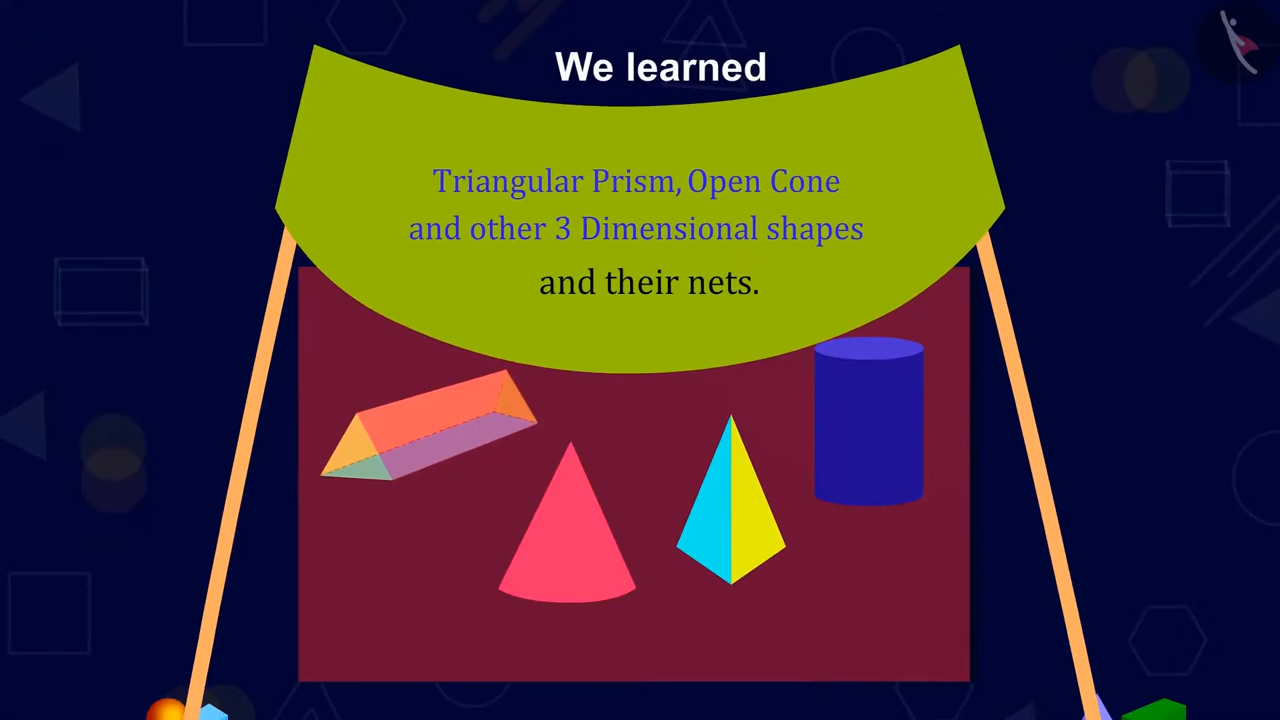 We learned
Triangular Prism, Open Cone
and other 3 Dimensional shapes
and their nets.